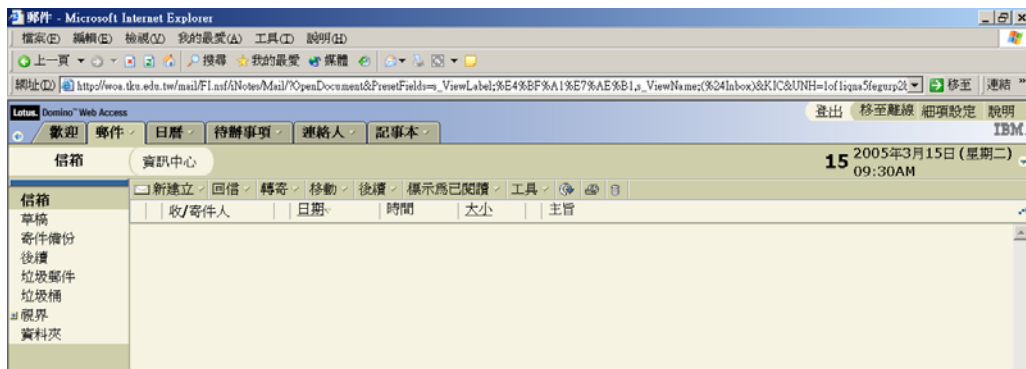 郵件 - Microsoft Internet Explorer
檔案(F) 編輯(E) 檢視(V) 我的最愛(A) 工具(T) 說明(H)
上一頁 搜尋 我的最愛 媒體
網址(D) 移至 連結 »
Lotus Domino™ Web Access 登出 移至離線 細項設定 說明
歡迎 郵件 日曆 待辦事項 連絡人 記事本 IBM.
信箱 資訊中心 15 2005年3月15日 (星期二)
09:30AM
新建立 回信 轉寄 移動 後續 標示為已閱讀 工具
收/寄件人 日期 時間 大小 主旨
信箱
草稿
寄件備份
後續
垃圾郵件
垃圾桶
視界
資料夾